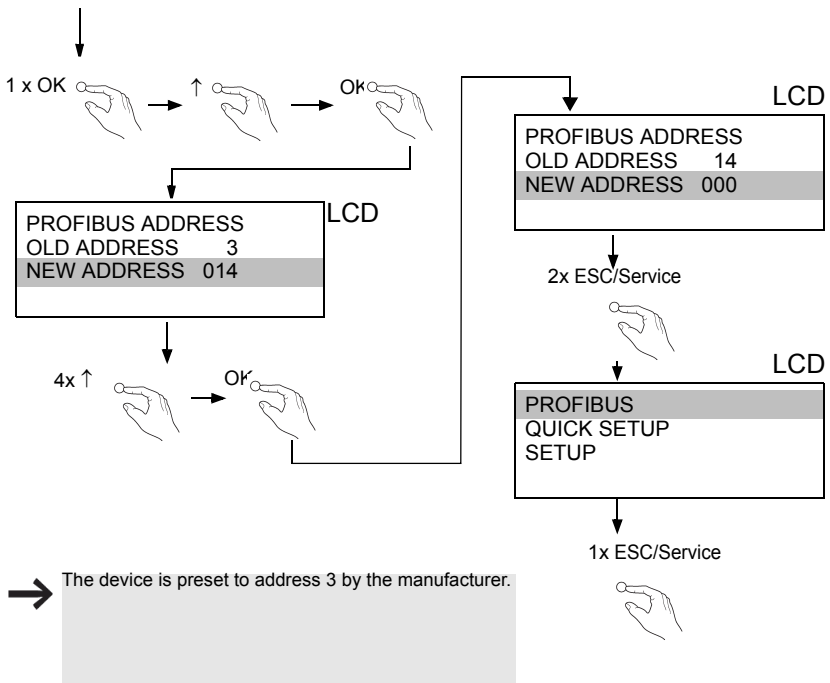 1 x OK
↑
OK
LCD
PROFIBUS ADDRESS
OLD ADDRESS 3
NEW ADDRESS 014
4x ↑
OK
LCD
PROFIBUS ADDRESS
OLD ADDRESS 14
NEW ADDRESS 000
2x ESC/Service
LCD
PROFIBUS
QUICK SETUP
SETUP
1x ESC/Service
The device is preset to address 3 by the manufacturer.